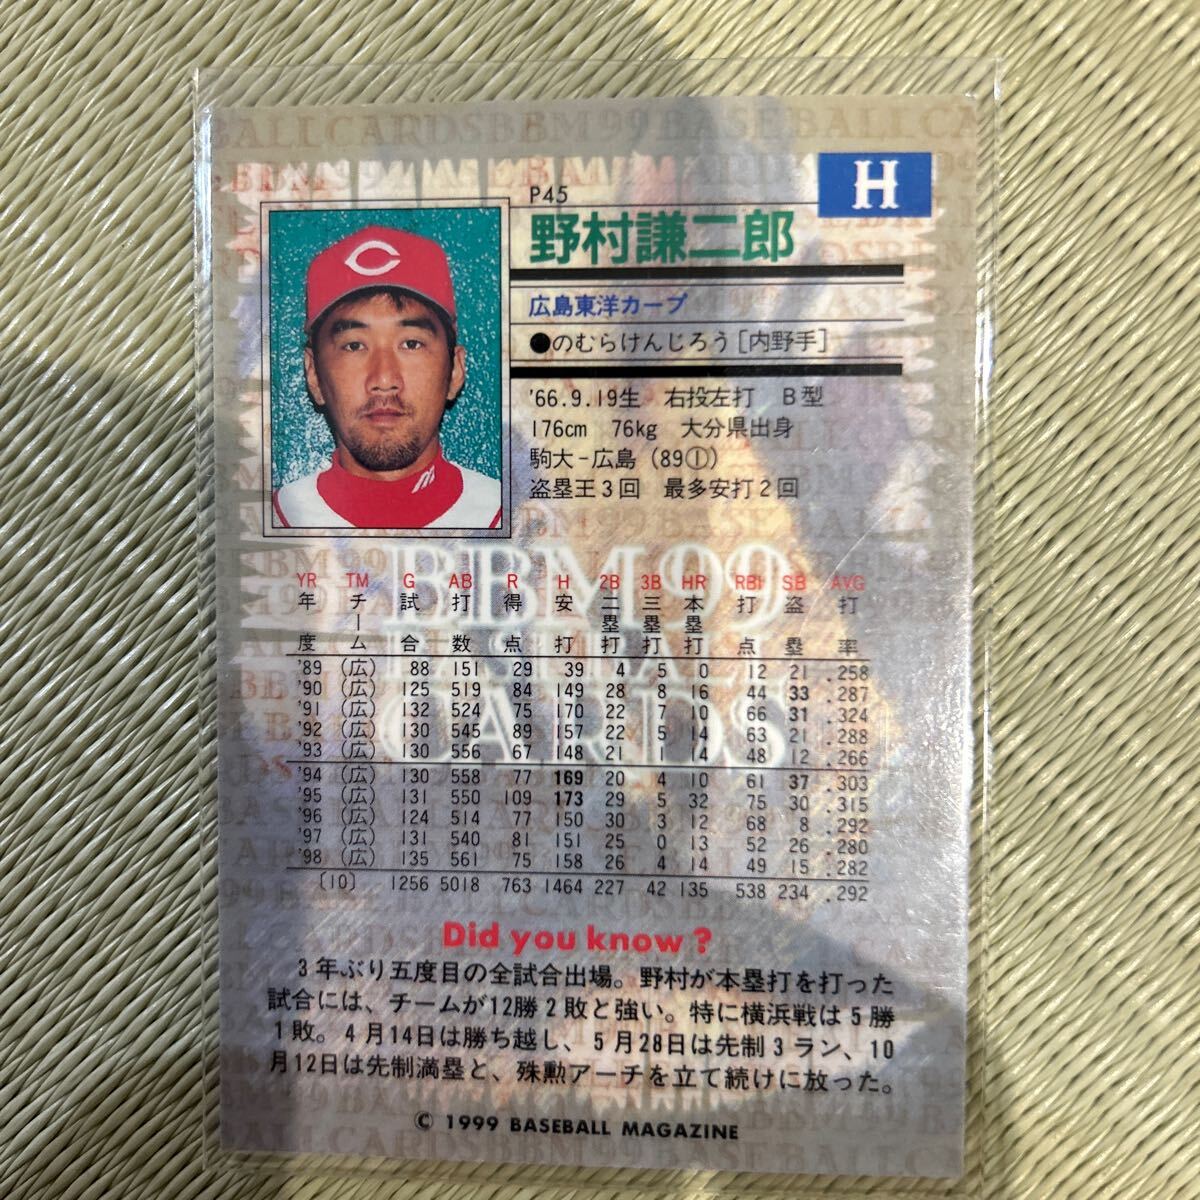 H
P45
野村謙二郎
広島東洋カープ
●のむらけんじろう [内野手]
'66.9.19生 右投左打 B型
176cm 76kg 大分県出身
駒大-広島 (89①)
盗塁王3回 最多安打2回
BBM99
CARDS
YR TM G AB R H 2B 3B HR RBI SB AVG
年度 チーム 試合 打数 得点 安打 二塁打 三塁打 本塁打 打点 盗塁 打率
'89 (広) 88 151 29 39 4 5 0 12 21 .258
'90 (広) 125 519 84 149 28 8 16 44 33 .287
'91 (広) 132 524 75 170 22 7 10 66 31 .324
'92 (広) 130 545 89 157 22 5 14 63 21 .288
'93 (広) 130 556 67 148 21 1 14 48 12 .266
'94 (広) 130 558 77 169 20 4 10 61 37 .303
'95 (広) 131 550 109 173 29 5 32 75 30 .315
'96 (広) 124 514 77 150 30 3 12 68 8 .292
'97 (広) 131 540 81 151 25 0 13 52 26 .280
'98 (広) 135 561 75 158 26 4 14 49 15 .282
[10] 1256 5018 763 1464 227 42 135 538 234 .292
Did you know?
3年ぶり五度目の全試合出場。野村が本塁打を打った
試合には、チームが12勝2敗と強い。特に横浜戦は5勝
1敗。4月14日は勝ち越し、5月28日は先制3ラン、10
月12日は先制満塁と、殊勲アーチを立て続けに放った。
© 1999 BASEBALL MAGAZINE